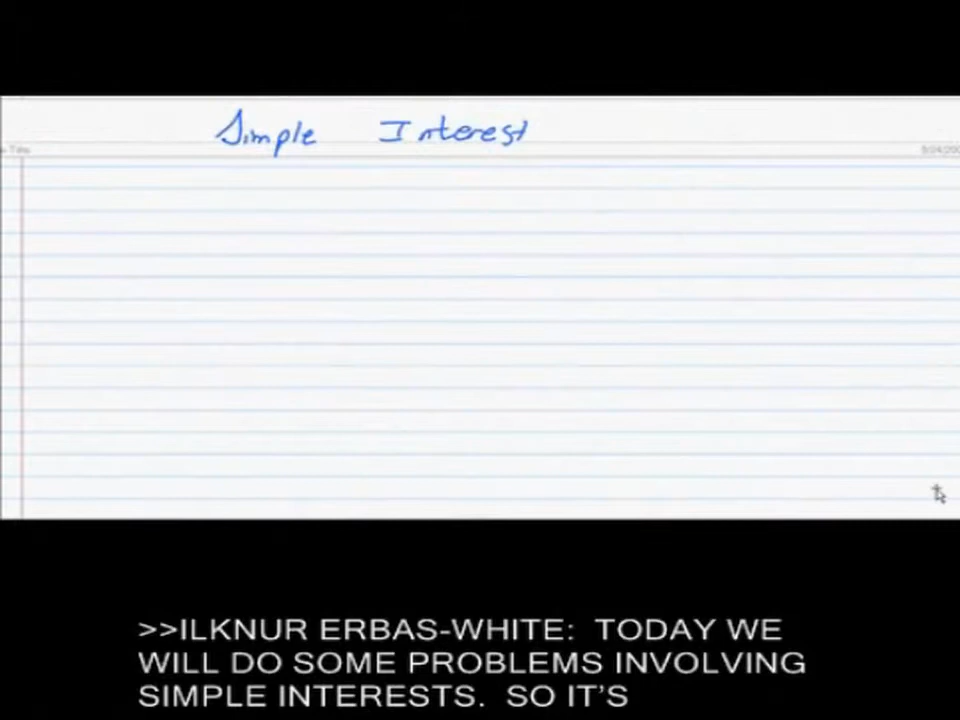 Simple Interest
>>ILKNUR ERBAS-WHITE: TODAY WE
WILL DO SOME PROBLEMS INVOLVING
SIMPLE INTERESTS. SO IT'S